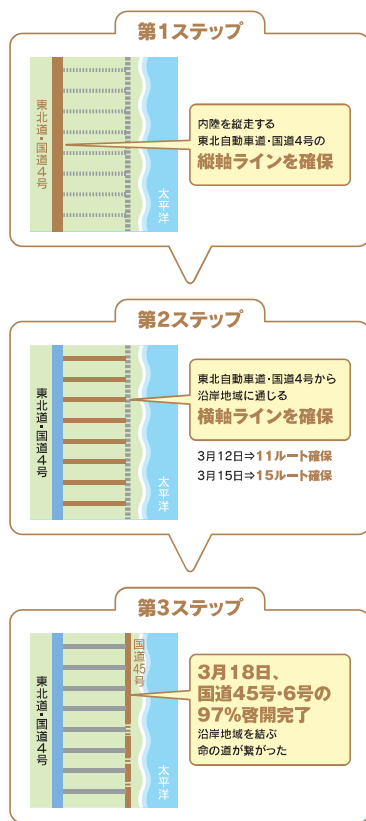 第1ステップ
東北道・国道4号
太平洋
内陸を縦走する
東北自動車道・国道4号の
縦軸ラインを確保
第2ステップ
東北道・国道4号
太平洋
東北自動車道・国道4号から
沿岸地域に通じる
横軸ラインを確保
3月12日⇒11ルート確保
3月15日⇒15ルート確保
第3ステップ
東北道・国道4号
国道45号
太平洋
3月18日、
国道45号・6号の
97%啓開完了
沿岸地域を結ぶ
命の道が繋がった